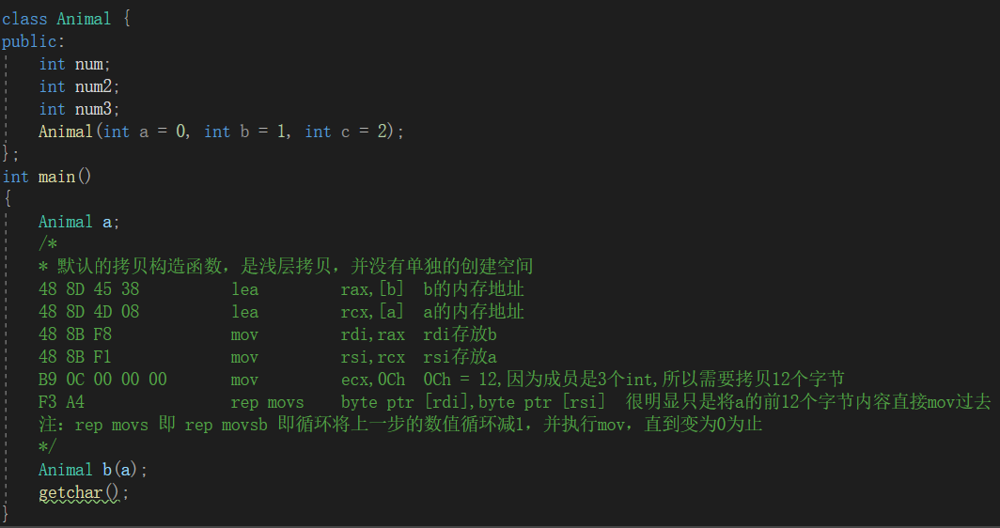 class Animal {
public:
int num;
int num2;
int num3;
Animal(int a = 0, int b = 1, int c = 2);
};
int main()
{
Animal a;
/*
* 默认的拷贝构造函数，是浅层拷贝，并没有单独的创建空间
48 8D 45 38 lea rax,[b] b的内存地址
48 8D 4D 08 lea rcx,[a] a的内存地址
48 8B F8 mov rdi,rax rdi存放b
48 8B F1 mov rsi,rcx rsi存放a
B9 0C 00 00 00 mov ecx,0Ch 0Ch = 12,因为成员是3个int,所以需要拷贝12个字节
F3 A4 rep movs byte ptr [rdi],byte ptr [rsi] 很明显只是将a的前12个字节内容直接mov过去
注：rep movs 即 rep movsb 即循环将上一步的数值循环减1，并执行mov，直到变为0为止
*/
Animal b(a);
getchar();
}